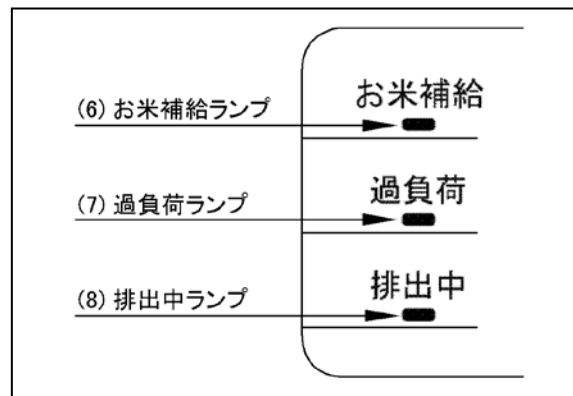 お米補給
(6) お米補給ランプ
過負荷
(7) 過負荷ランプ
排出中
(8) 排出中ランプ